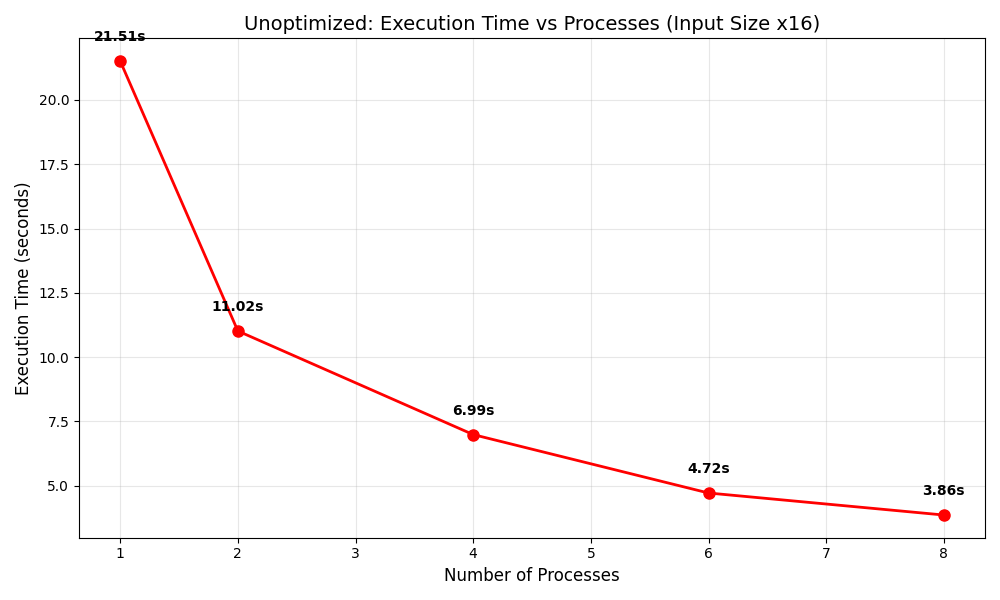 Unoptimized: Execution Time vs Processes (Input Size x16)
21.51s
20.0
17.5
15.0
12.5
11.02s
10.0
7.5
6.99s
5.0
4.72s
3.86s
Execution Time (seconds)
1 2 3 4 5 6 7 8
Number of Processes